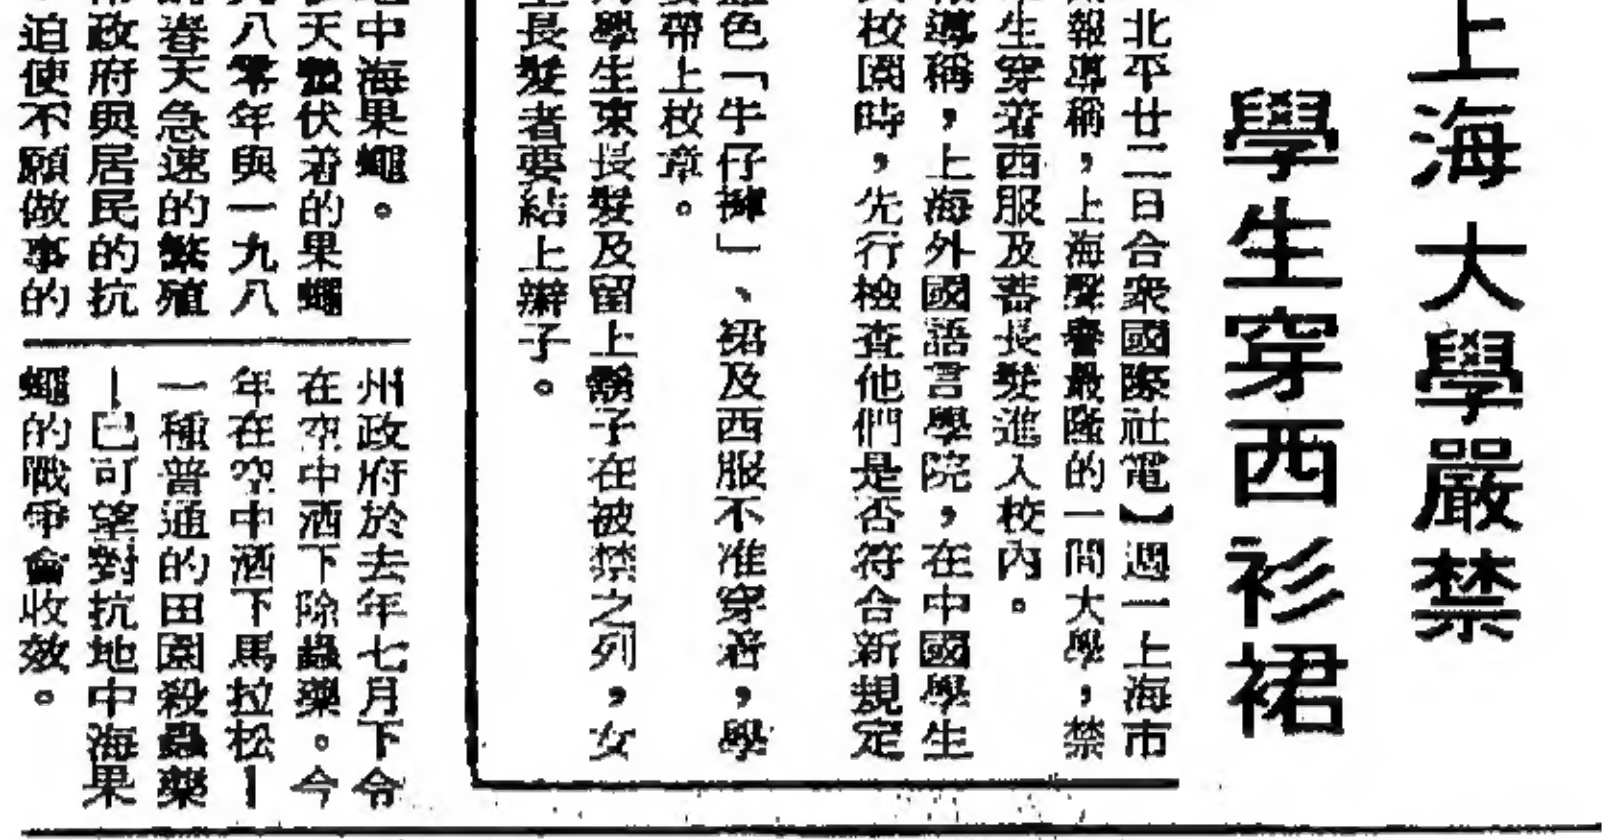 上海大學嚴禁
學生穿西衫裙
北平廿二日合衆國際社電】週一上海市
報導稱，上海聲譽最隆的一間大學，禁
生穿着西服及蓄長髮進入校內。
導稱，上海外國語言學院，在中國學生
校園時，先行檢查他們是否符合新規定
藍色「牛仔褲」、裙及西服不准穿着，學
帶上校章。
學生束長髮及留上鬍子在被禁之列，女
長髮者要結上辮子。
中海果蠅。
天蟄伏着的果蠅
八零年與一九八
春天急速的繁殖
政府與居民的抗
迫使不願做事的
州政府於去年七月下令
在空中洒下除蟲藥。今
年在空中洒下馬拉松—
一種普通的田園殺蟲藥
—已可望對抗地中海果
蠅的戰爭會收效。